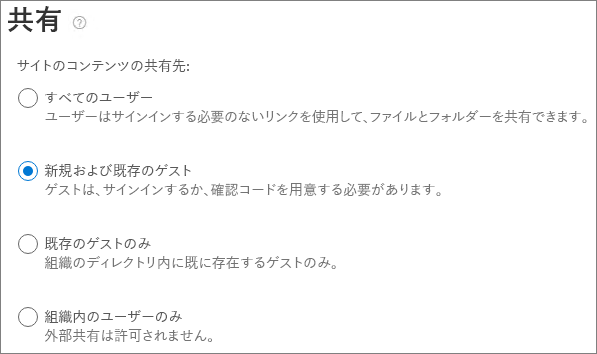 共有 ?
サイトのコンテンツの共有先:
すべてのユーザー
ユーザーはサインインする必要のないリンクを使用して、ファイルとフォルダーを共有できます。
新規および既存のゲスト
ゲストは、サインインするか、確認コードを用意する必要があります。
既存のゲストのみ
組織のディレクトリ内に既に存在するゲストのみ。
組織内のユーザーのみ
外部共有は許可されません。